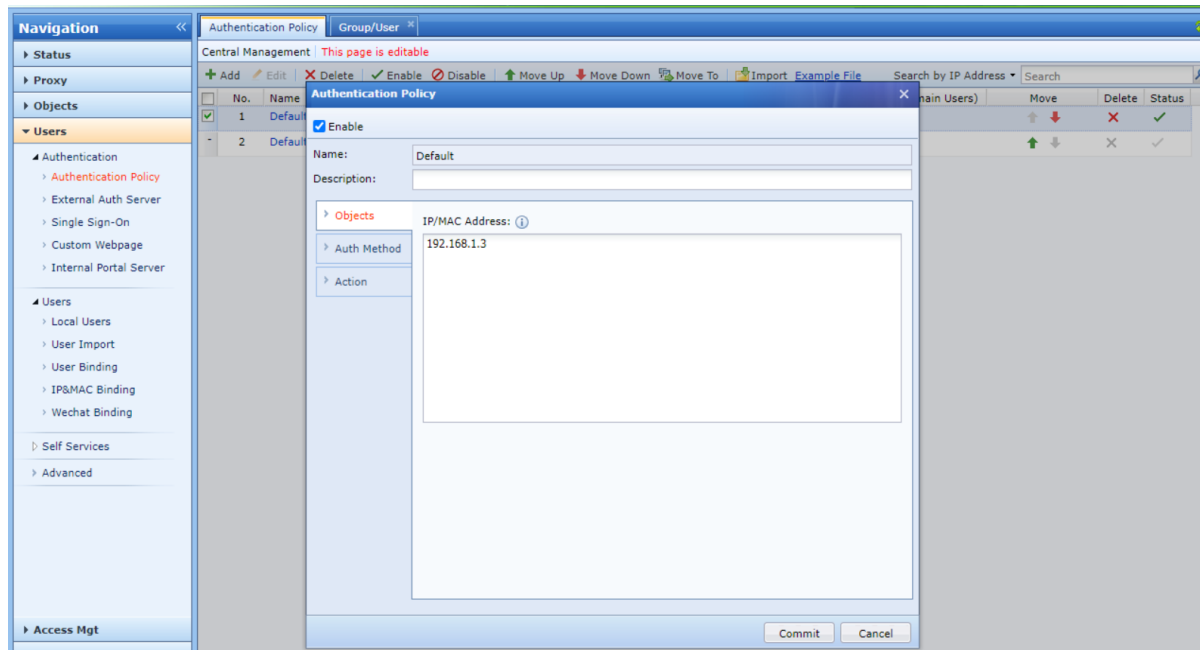 Navigation «
Status
Proxy
Objects
Users
Authentication
Authentication Policy
External Auth Server
Single Sign-On
Custom Webpage
Internal Portal Server
Users
Local Users
User Import
User Binding
IP&MAC Binding
Wechat Binding
Self Services
Advanced
Access Mgt
Authentication Policy Group/User ×
Central Management This page is editable
Add Edit Delete Enable Disable Move Up Move Down Move To Import Example File Search by IP Address Search
No. Name Move Delete Status
1 Default
- 2 Default
Authentication Policy
Enable
Name: Default
Description:
Objects
Auth Method
Action
IP/MAC Address:
192.168.1.3
Commit Cancel
Users)